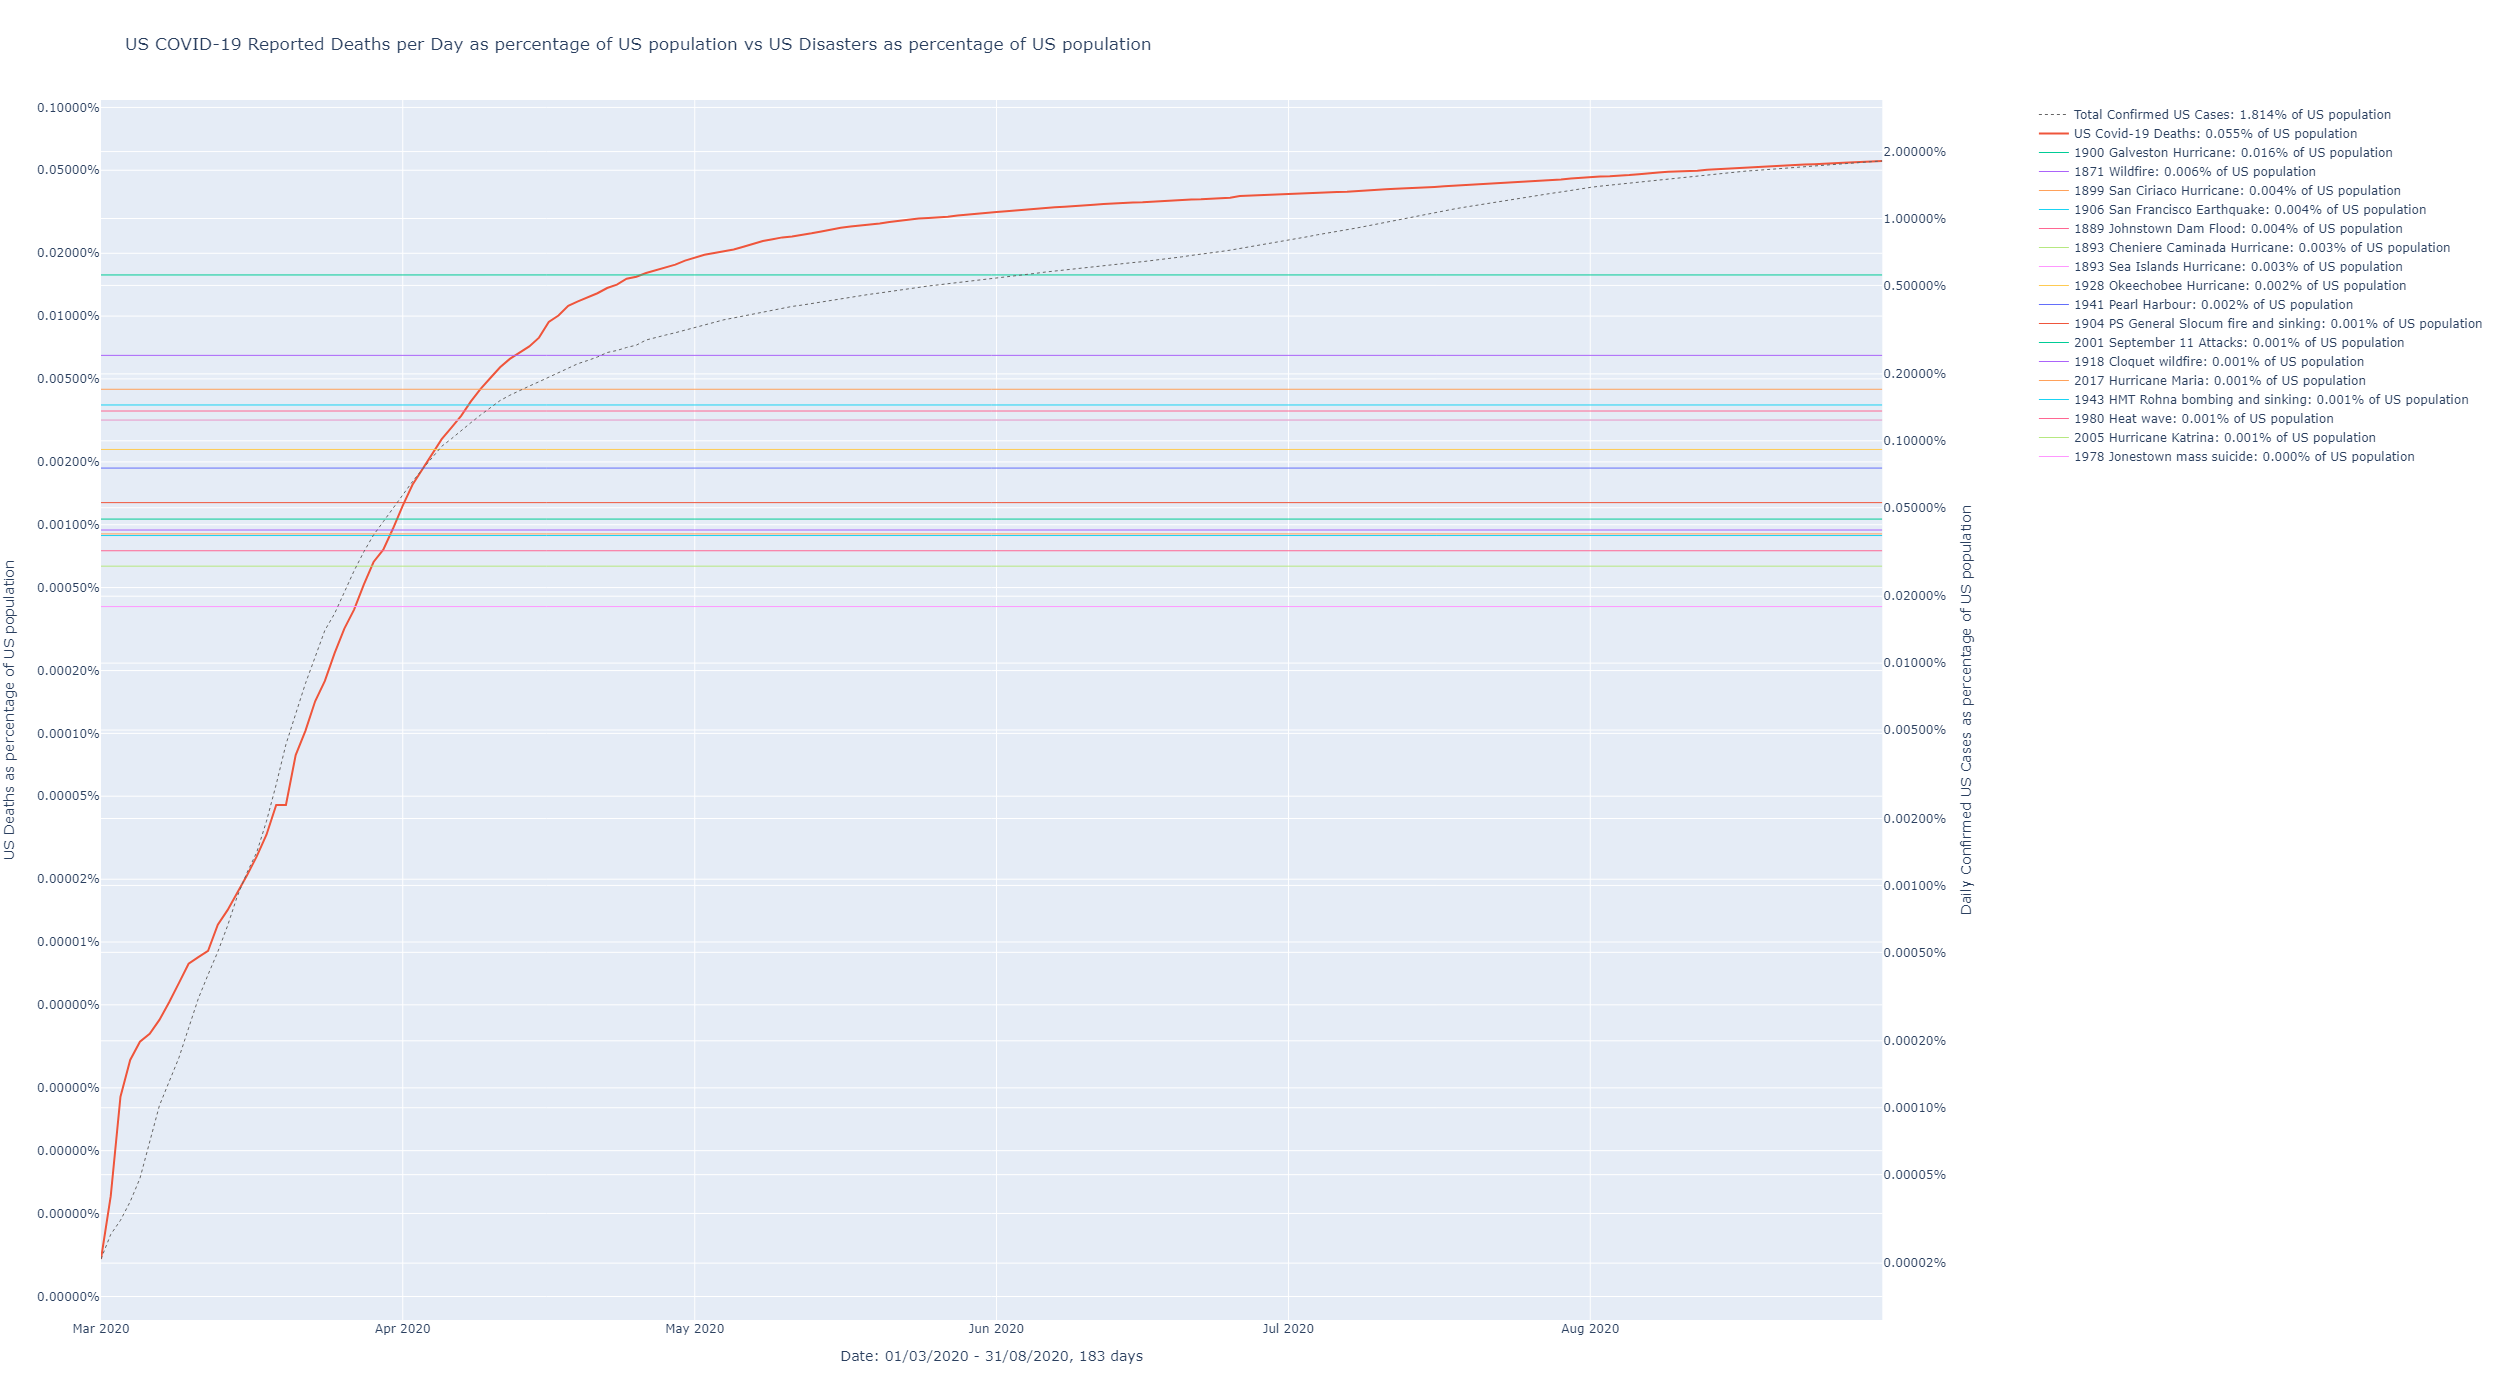 US COVID-19 Reported Deaths per Day as percentage of US population vs US Disasters as percentage of US population
US Deaths as percentage of US population
0.10000%
0.05000%
0.02000%
0.01000%
0.00500%
0.00200%
0.00100%
0.00050%
0.00020%
0.00010%
0.00005%
0.00002%
0.00001%
0.00000%
0.00000%
0.00000%
0.00000%
0.00000%
Mar 2020
Apr 2020
May 2020
Jun 2020
Jul 2020
Aug 2020
Date: 01/03/2020 - 31/08/2020, 183 days
2.00000%
1.00000%
0.50000%
0.20000%
0.10000%
0.05000%
0.02000%
0.01000%
0.00500%
0.00200%
0.00100%
0.00050%
0.00020%
0.00010%
0.00005%
0.00002%
Daily Confirmed US Cases as percentage of US population
Total Confirmed US Cases: 1.814% of US population
US Covid-19 Deaths: 0.055% of US population
1900 Galveston Hurricane: 0.016% of US population
1871 Wildfire: 0.006% of US population
1899 San Ciriaco Hurricane: 0.004% of US population
1906 San Francisco Earthquake: 0.004% of US population
1889 Johnstown Dam Flood: 0.004% of US population
1893 Cheniere Caminada Hurricane: 0.003% of US population
1893 Sea Islands Hurricane: 0.003% of US population
1928 Okeechobee Hurricane: 0.002% of US population
1941 Pearl Harbour: 0.002% of US population
1904 PS General Slocum fire and sinking: 0.001% of US population
2001 September 11 Attacks: 0.001% of US population
1918 Cloquet wildfire: 0.001% of US population
2017 Hurricane Maria: 0.001% of US population
1943 HMT Rohna bombing and sinking: 0.001% of US population
1980 Heat wave: 0.001% of US population
2005 Hurricane Katrina: 0.001% of US population
1978 Jonestown mass suicide: 0.000% of US population